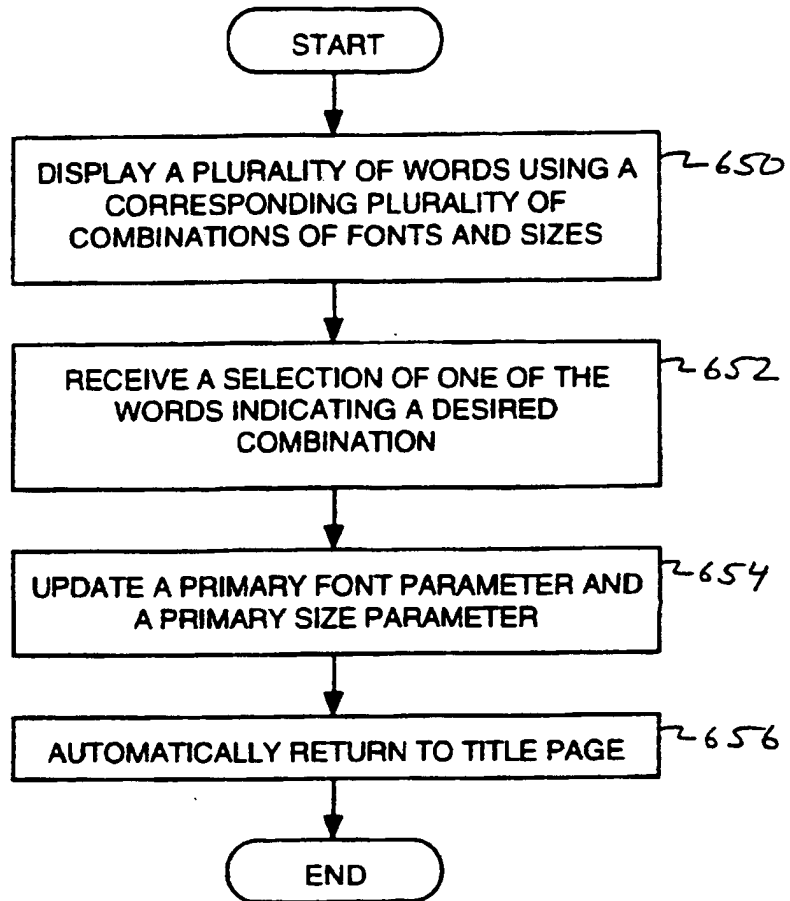 START
DISPLAY A PLURALITY OF WORDS USING A
CORRESPONDING PLURALITY OF
COMBINATIONS OF FONTS AND SIZES
650
RECEIVE A SELECTION OF ONE OF THE
WORDS INDICATING A DESIRED
COMBINATION
652
UPDATE A PRIMARY FONT PARAMETER AND
A PRIMARY SIZE PARAMETER
654
AUTOMATICALLY RETURN TO TITLE PAGE
656
END